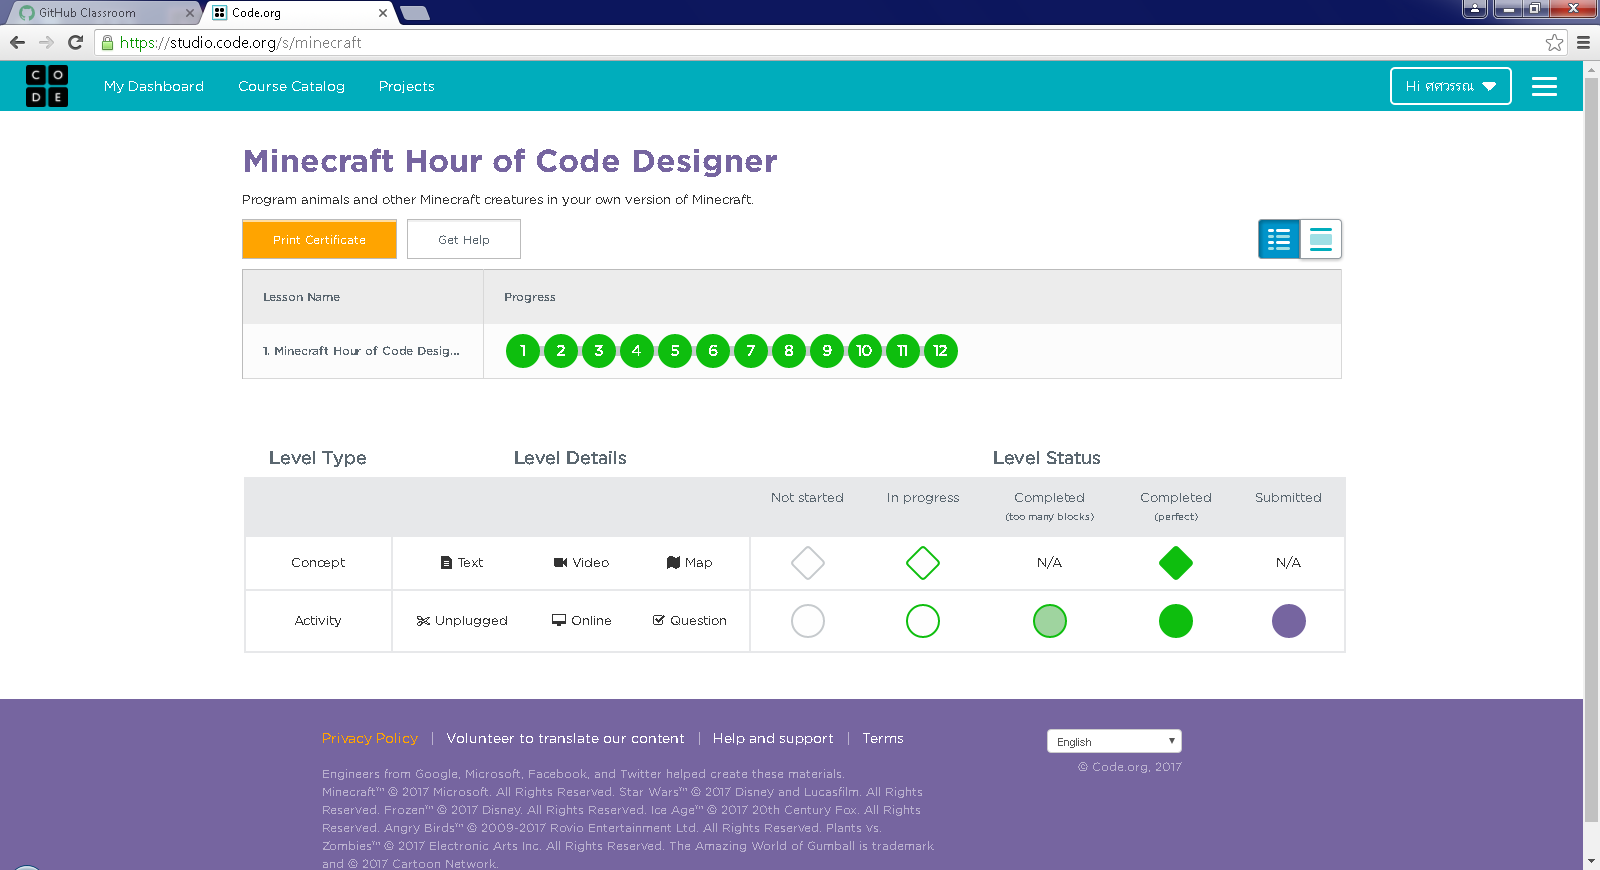 GitHub Classroom
Code.org
https://studio.code.org/s/minecraft
C O
D E
My Dashboard
Course Catalog
Projects
Hi ศศวรรณ
Minecraft Hour of Code Designer
Program animals and other Minecraft creatures in your own version of Minecraft.
Print Certificate
Get Help
Lesson Name
Progress
1. Minecraft Hour of Code Desig...
1 2 3 4 5 6 7 8 9 10 11 12
Level Type
Level Details
Level Status
Not started
In progress
Completed
(too many blocks)
Completed
(perfect)
Submitted
Concept
Text
Video
Map
N/A
N/A
Activity
Unplugged
Online
Question
Privacy Policy | Volunteer to translate our content | Help and support | Terms
English
© Code.org, 2017
Engineers from Google, Microsoft, Facebook, and Twitter helped create these materials.
Minecraft™ © 2017 Microsoft. All Rights Reserved. Star Wars™ © 2017 Disney and Lucasfilm. All Rights
Reserved. Frozen™ © 2017 Disney. All Rights Reserved. Ice Age™ © 2017 20th Century Fox. All Rights
Reserved. Angry Birds™ © 2009-2017 Rovio Entertainment Ltd. All Rights Reserved. Plants vs.
Zombies™ © 2017 Electronic Arts Inc. All Rights Reserved. The Amazing World of Gumball is trademark
and © 2017 Cartoon Network.